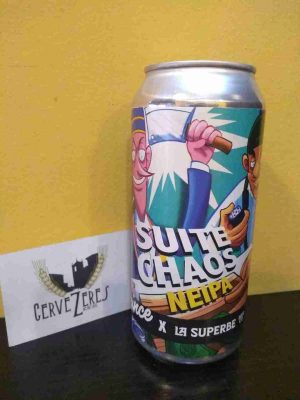 SUITE
CHAOS
NEIPA
X LA SUPERBE
CERVEZERES